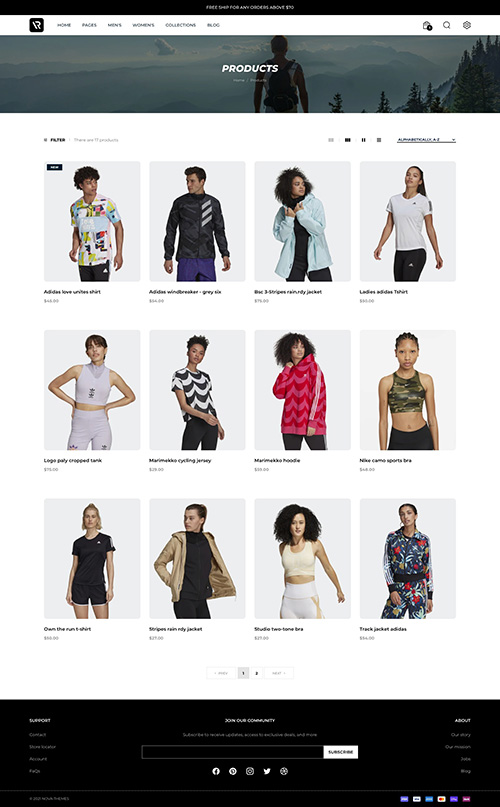 FREE SHIP FOR ANY ORDERS ABOVE $70
HOME PAGES MEN'S WOMEN'S COLLECTIONS BLOG
PRODUCTS
Home / Products
FILTER There are 17 products
ALPHABETICALLY, A-Z
NEW
Adidas love unites shirt
$45.00
Adidas windbreaker - grey six
$54.00
Bsc 3-Stripes rain.rdy jacket
$75.00
Ladies adidas Tshirt
$50.00
Logo paly cropped tank
$75.00
Marimekko cycling jersey
$29.00
Marimekko hoodie
$35.00
Nike camo sports bra
$48.00
Own the run t-shirt
$50.00
Stripes rain rdy jacket
$27.00
Studio two-tone bra
$27.00
Track jacket adidas
$54.00
PREV 1 2 NEXT
SUPPORT
Contact
Store locator
Account
FAQs
JOIN OUR COMMUNITY
Subscribe to receive updates, access to exclusive deals, and more.
SUBSCRIBE
ABOUT
Our story
Our mission
Jobs
Blog
© 2021 NOVA THEMES